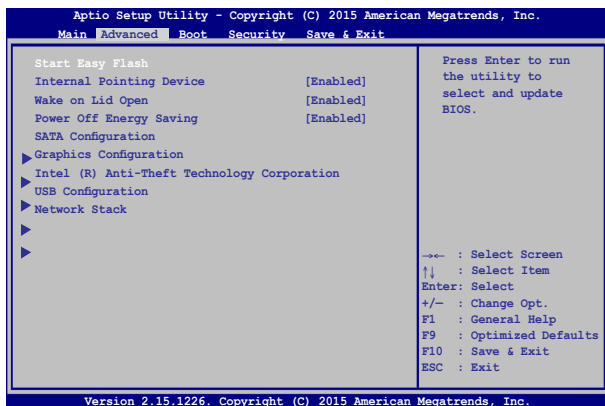 Aptio Setup Utility - Copyright (C) 2015 American Megatrends, Inc.
Main Advanced Boot Security Save & Exit
Start Easy Flash
Internal Pointing Device [Enabled]
Wake on Lid Open [Enabled]
Power Off Energy Saving [Enabled]
SATA Configuration
Graphics Configuration
Intel (R) Anti-Theft Technology Corporation
USB Configuration
Network Stack
Press Enter to run
the utility to
select and update
BIOS.
→← : Select Screen
↑↓ : Select Item
Enter: Select
+/— : Change Opt.
F1 : General Help
F9 : Optimized Defaults
F10 : Save & Exit
ESC : Exit
Version 2.15.1226. Copyright (C) 2015 American Megatrends, Inc.